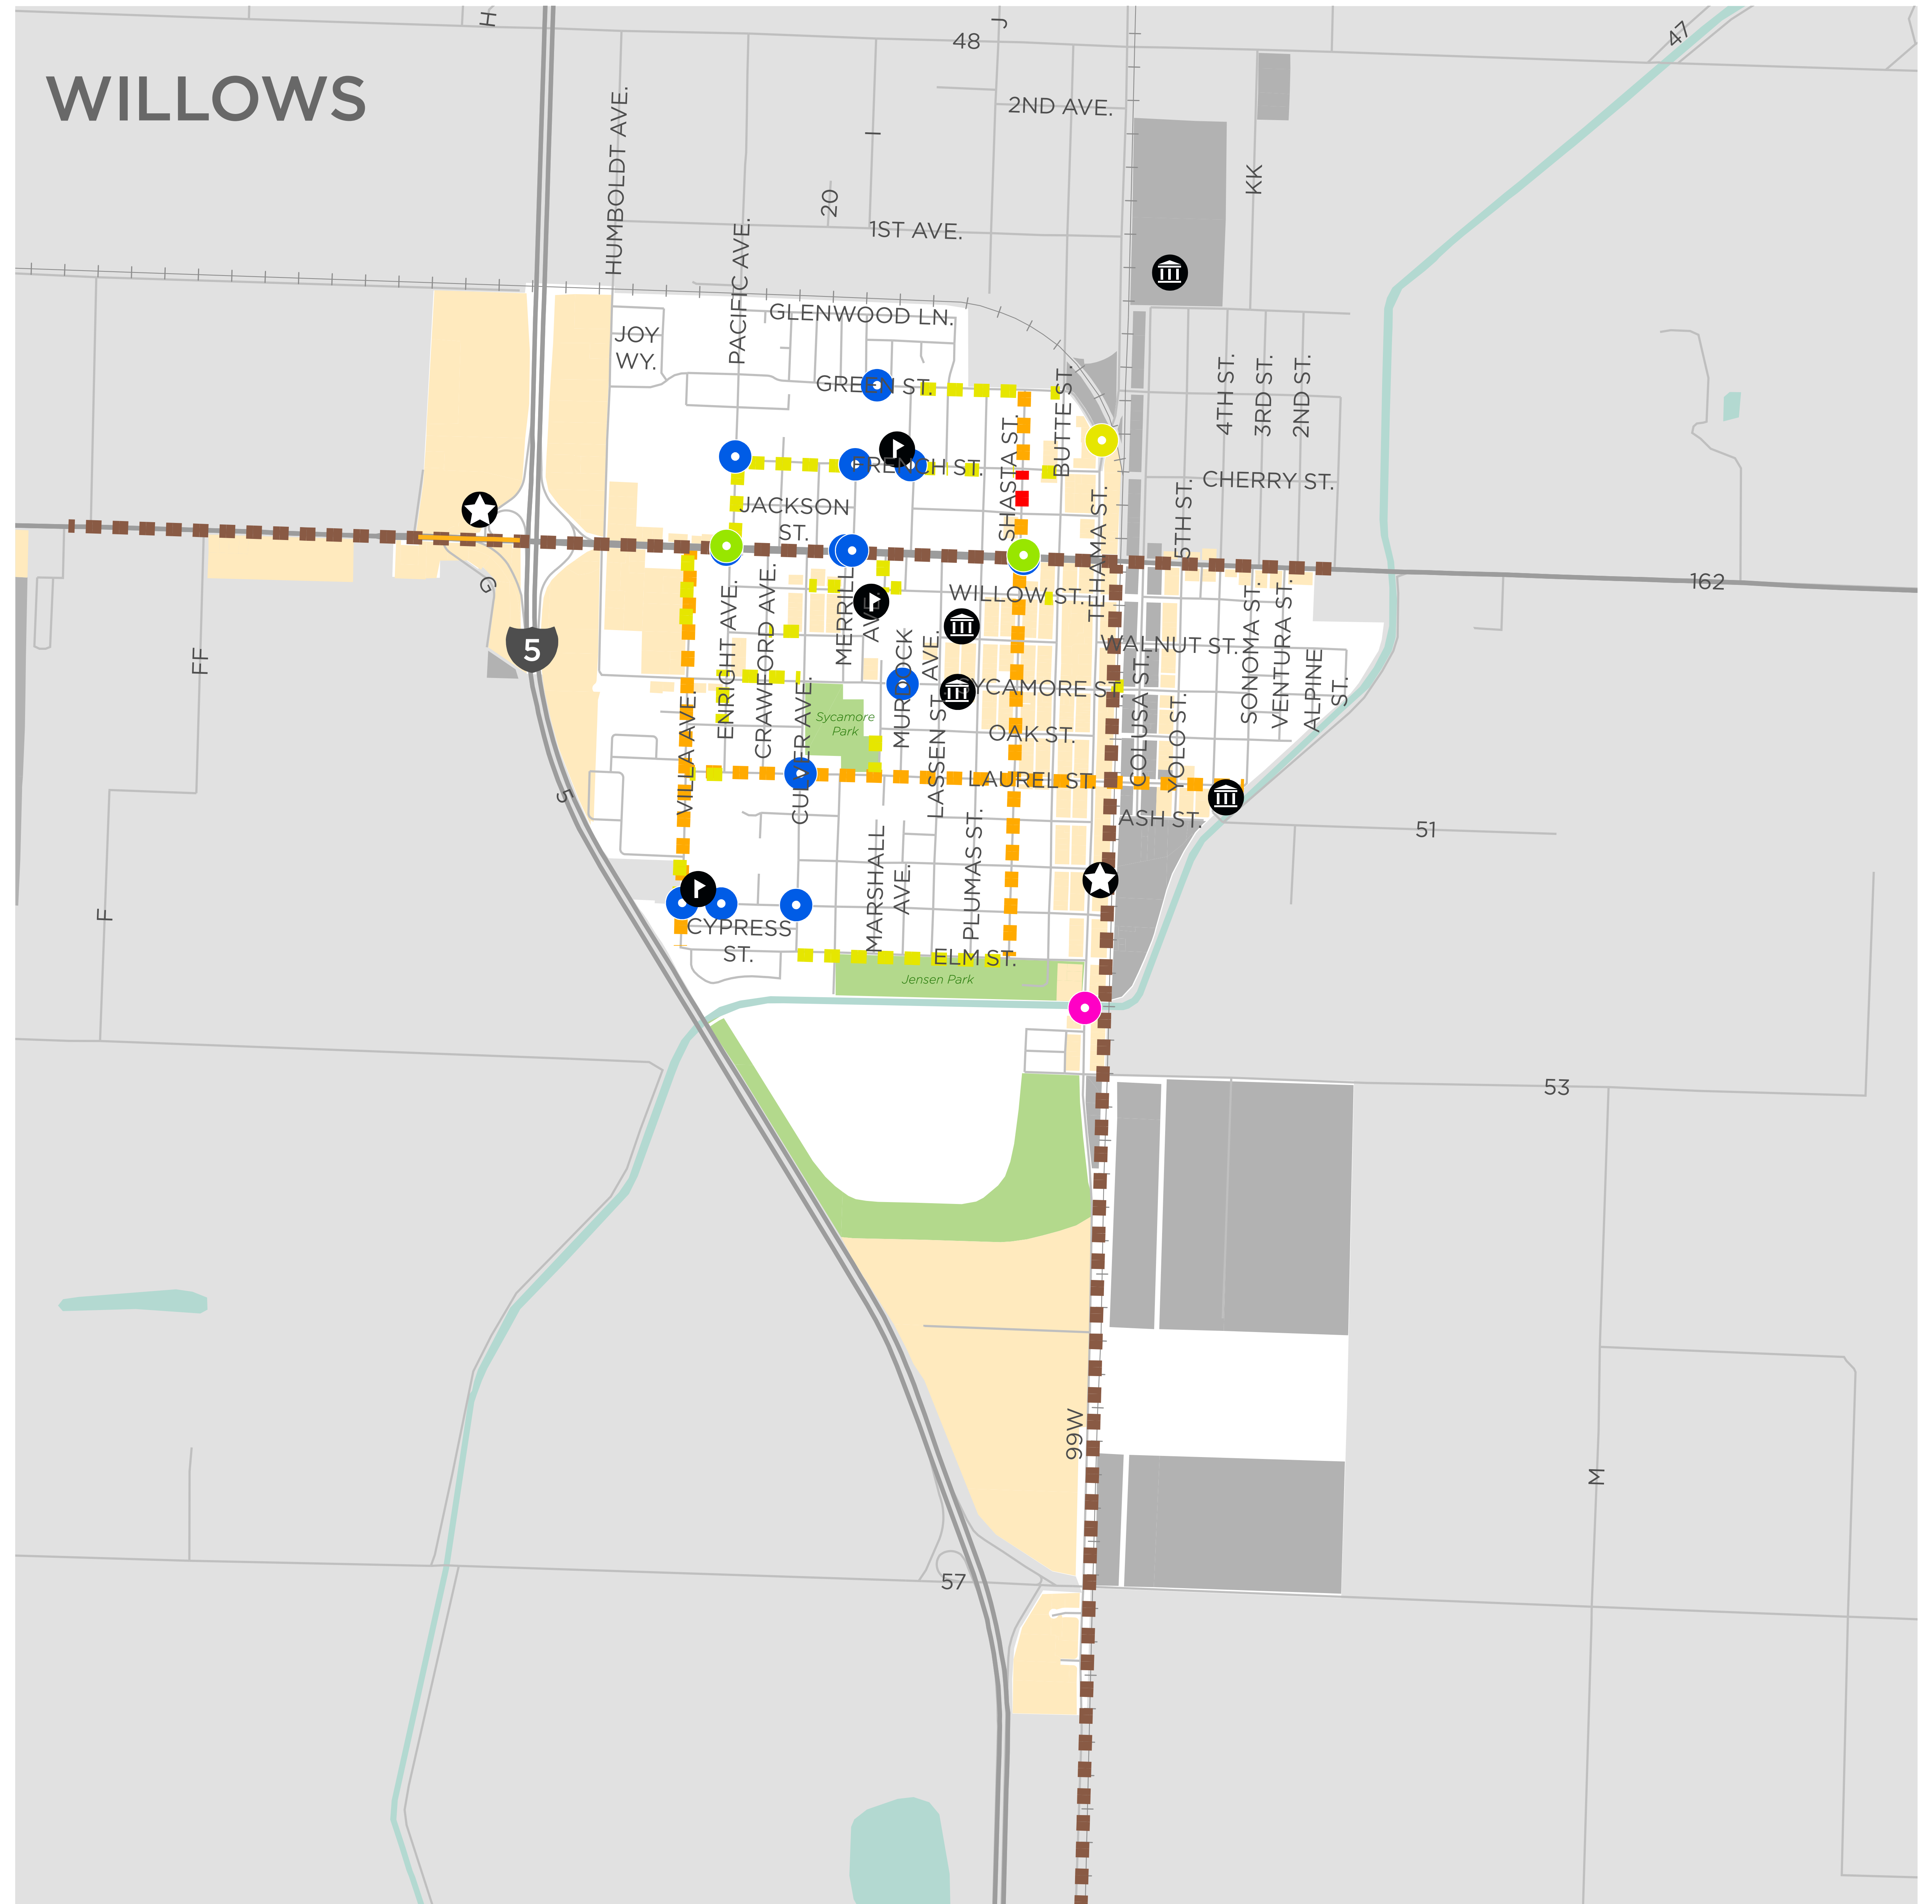 WILLOWS
H
J
48
47
2ND AVE.
HUMBOLDT AVE.
I
KK
20
1ST AVE.
PACIFIC AVE.
GLENWOOD LN.
JOY
WY.
GREEN ST.
BUTTE ST.
4TH ST.
3RD ST.
2ND ST.
SHASTA ST.
FRENCH ST.
CHERRY ST.
JACKSON
ST.
TEHAMA ST.
5TH ST.
162
G
WILLOW ST.
5
FF
ENRIGHT AVE.
CRAWFORD AVE.
MERRILL
AVE.
MURDOCK
AVE.
WALNUT ST.
SONOMA ST.
VENTURA ST.
ALPINE
ST.
SYCAMORE ST.
Sycamore
Park
OAK ST.
COLUSA ST.
YOLO ST.
VILLA AVE.
CULVER AVE.
LASSEN ST.
LAUREL ST.
5
ASH ST.
51
MARSHALL
AVE.
PLUMAS ST.
F
CYPRESS
ST.
ELM ST.
Jensen Park
53
99W
M
57